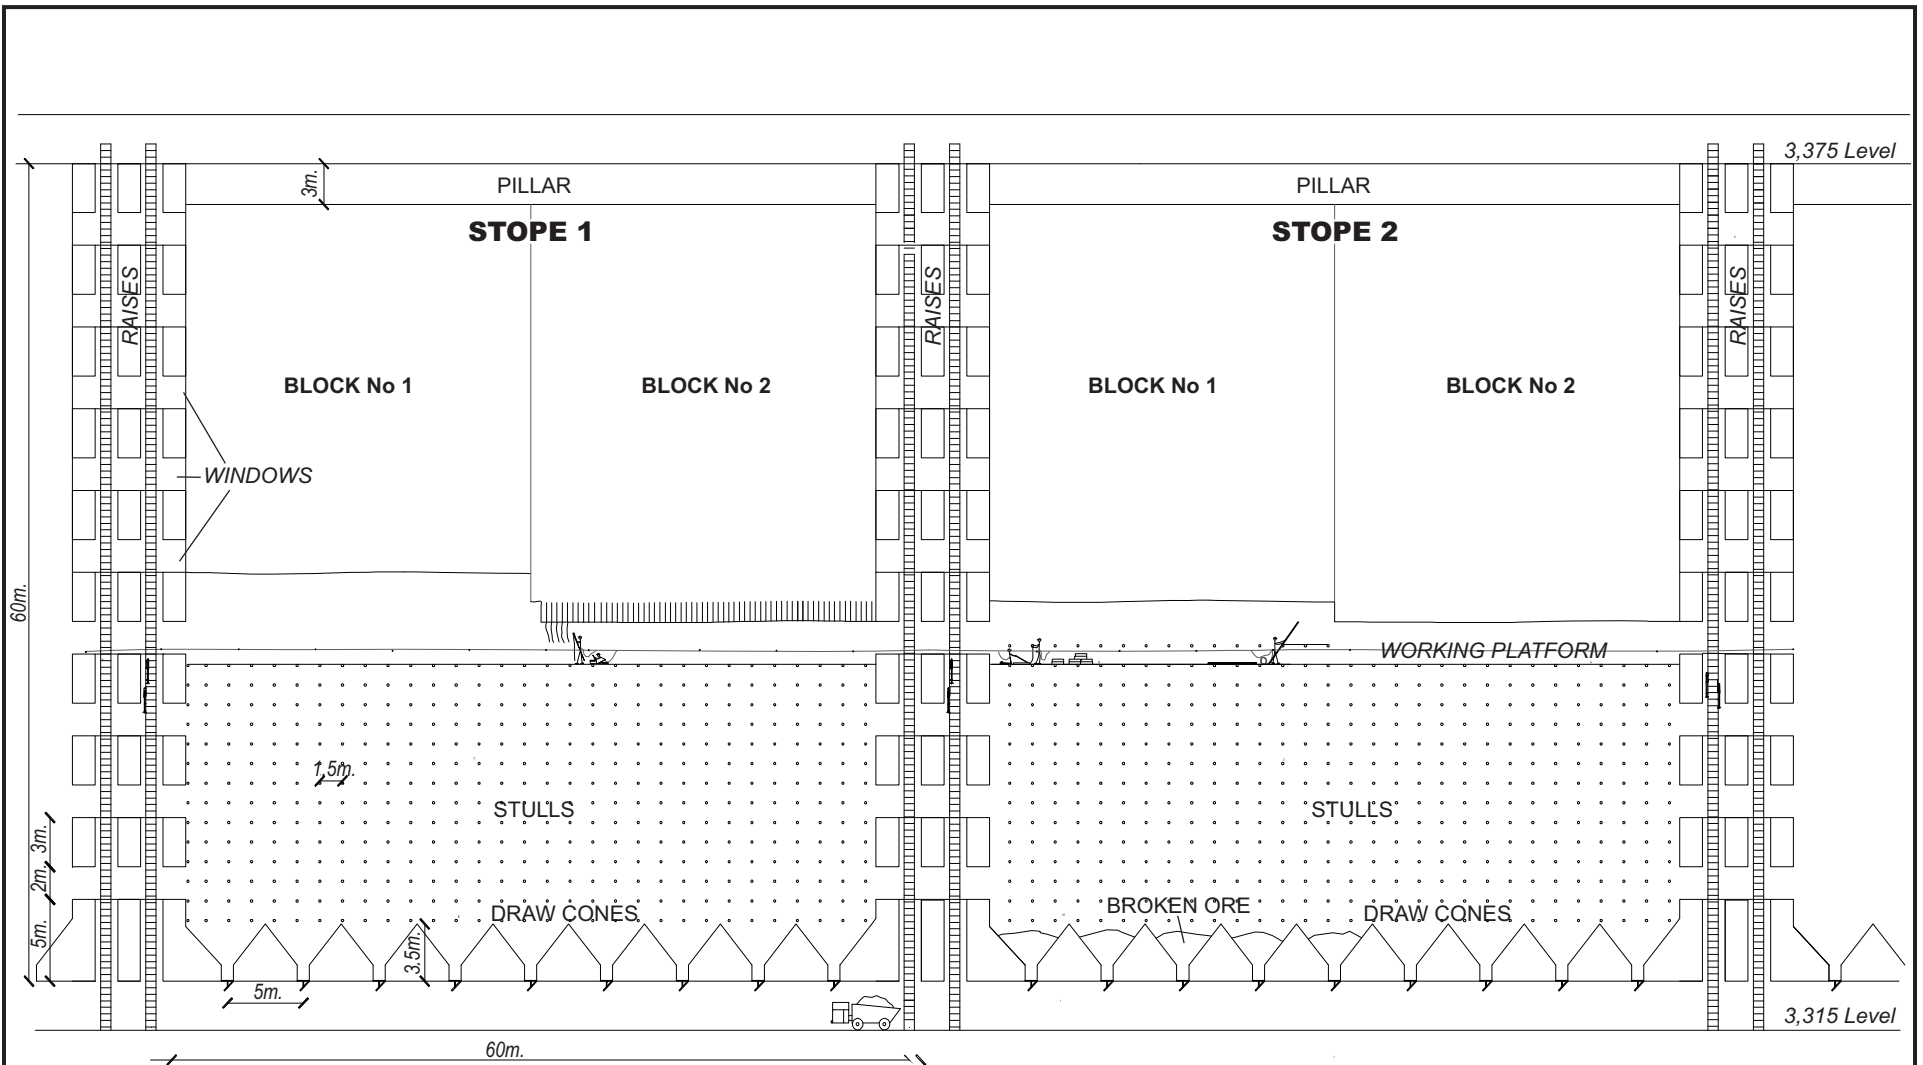 3,375 Level
3m.
PILLAR
PILLAR
STOPE 1
STOPE 2
RAISES
RAISES
RAISES
BLOCK No 1
BLOCK No 2
BLOCK No 1
BLOCK No 2
WINDOWS
60m.
WORKING PLATFORM
1,5m.
STULLS
STULLS
3m.
2m.
5m.
DRAW CONES
BROKEN ORE
DRAW CONES
3.5m.
5m.
3,315 Level
60m.